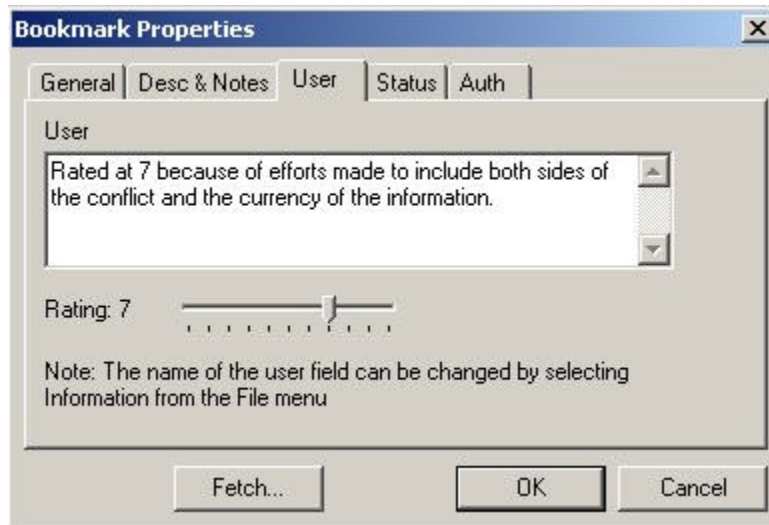 Bookmark Properties
General Desc & Notes User Status Auth
User
Rated at 7 because of efforts made to include both sides of
the conflict and the currency of the information.
Rating: 7
Note: The name of the user field can be changed by selecting
Information from the File menu
Fetch... OK Cancel